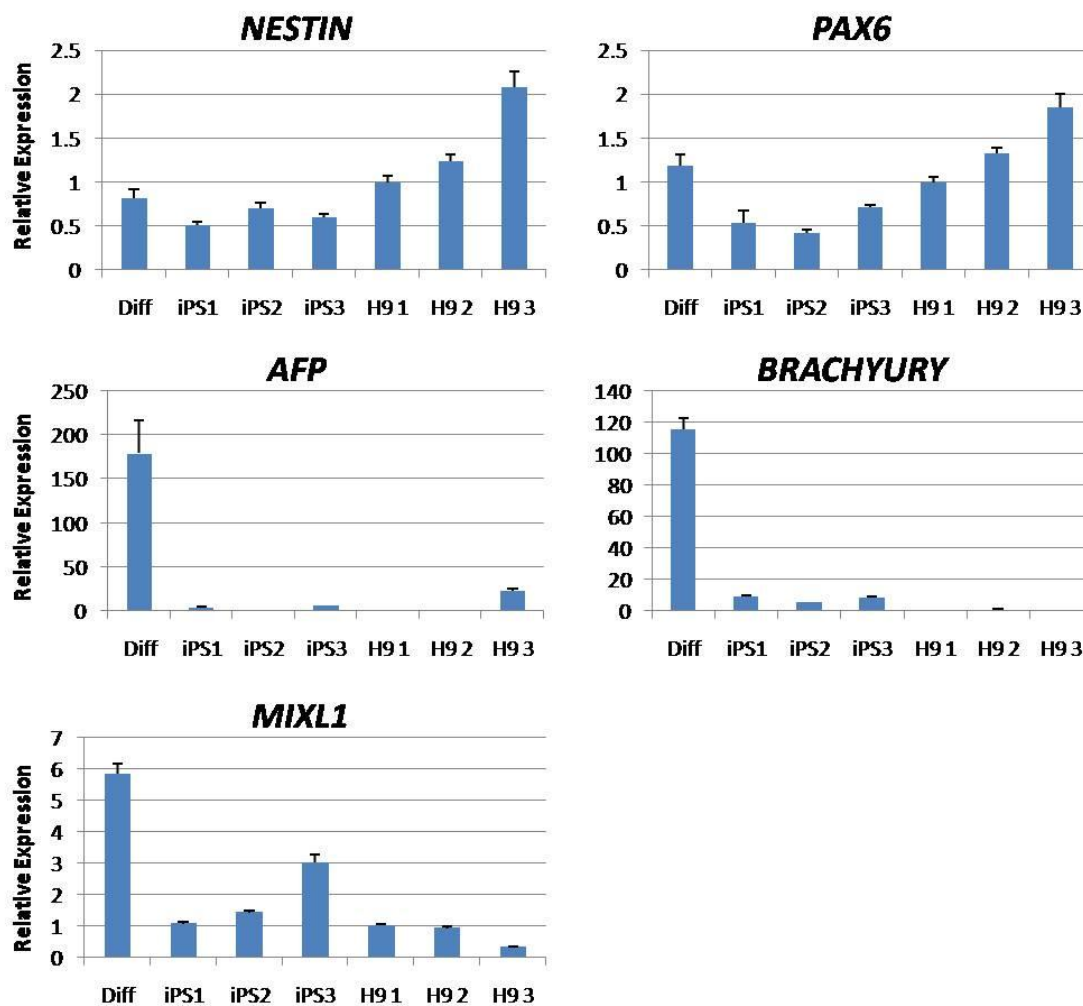 NESTIN
Relative Expression
2.5
2
1.5
1
0.5
0
Diff iPS1 iPS2 iPS3 H9 1 H9 2 H9 3
PAX6
2.5
2
1.5
1
0.5
0
Diff iPS1 iPS2 iPS3 H9 1 H9 2 H9 3
AFP
Relative Expression
250
200
150
100
50
0
Diff iPS1 iPS2 iPS3 H9 1 H9 2 H9 3
BRACHYURY
140
120
100
80
60
40
20
0
Diff iPS1 iPS2 iPS3 H9 1 H9 2 H9 3
MIXL1
Relative Expression
7
6
5
4
3
2
1
0
Diff iPS1 iPS2 iPS3 H9 1 H9 2 H9 3